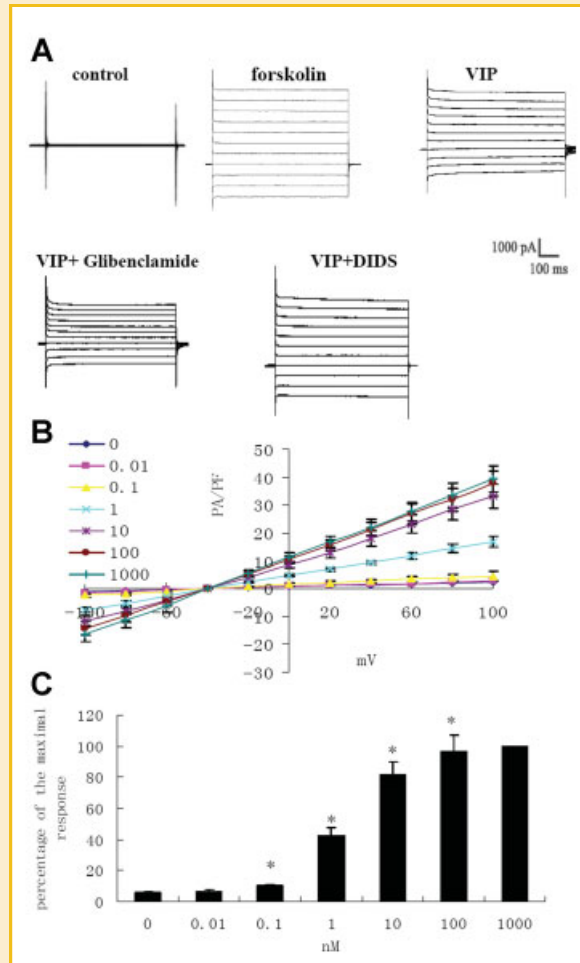 A
control
forskolin
VIP
VIP+ Glibenclamide
VIP+DIDS
1000 pA
100 ms
B
0
0.01
0.1
1
10
100
1000
PA/PF
50
40
30
20
10
0
-10
-20
-30
-100 -60 -20 20 60 100
mV
C
percentage of the maximal
response
120
100
80
60
40
20
0
* * * *
0 0.01 0.1 1 10 100 1000
nM